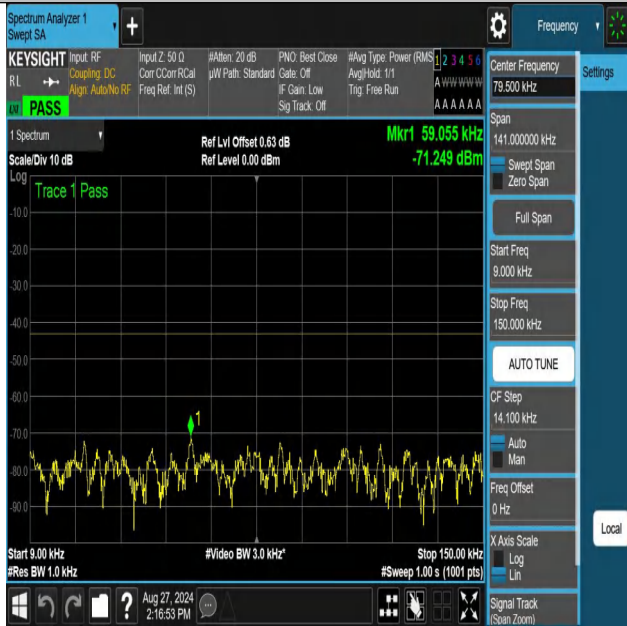 Spectrum Analyzer 1
Swept SA
+
Frequency
KEYSIGHT
RL
PASS
Input: RF
Coupling: DC
Align: Auto/No RF
Input Z: 50 Ω
Corr CCorr RCal
Freq Ref: Int (S)
#Atten: 20 dB
µW Path: Standard
PNO: Best Close
Gate: Off
IF Gain: Low
Sig Track: Off
#Avg Type: Power (RMS
Avg|Hold: 1/1
Trig: Free Run
1 2 3 4 5 6
A W W W W W
A A A A A A
1 Spectrum
Scale/Div 10 dB
Ref Lvl Offset 0.63 dB
Ref Level 0.00 dBm
Mkr1 59.055 kHz
-71.249 dBm
Log
Trace 1 Pass
-10.0
-20.0
-30.0
-40.0
-50.0
-60.0
-70.0
-80.0
-90.0
1
Start 9.00 kHz
#Res BW 1.0 kHz
#Video BW 3.0 kHz*
Stop 150.00 kHz
#Sweep 1.00 s (1001 pts)
Center Frequency
79.500 kHz
Span
141.000000 kHz
Swept Span
Zero Span
Full Span
Start Freq
9.000 kHz
Stop Freq
150.000 kHz
AUTO TUNE
CF Step
14.100 kHz
Auto
Man
Freq Offset
0 Hz
X Axis Scale
Log
Lin
Signal Track
(Span Zoom)
Settings
Local
?
Aug 27, 2024
2:16:53 PM